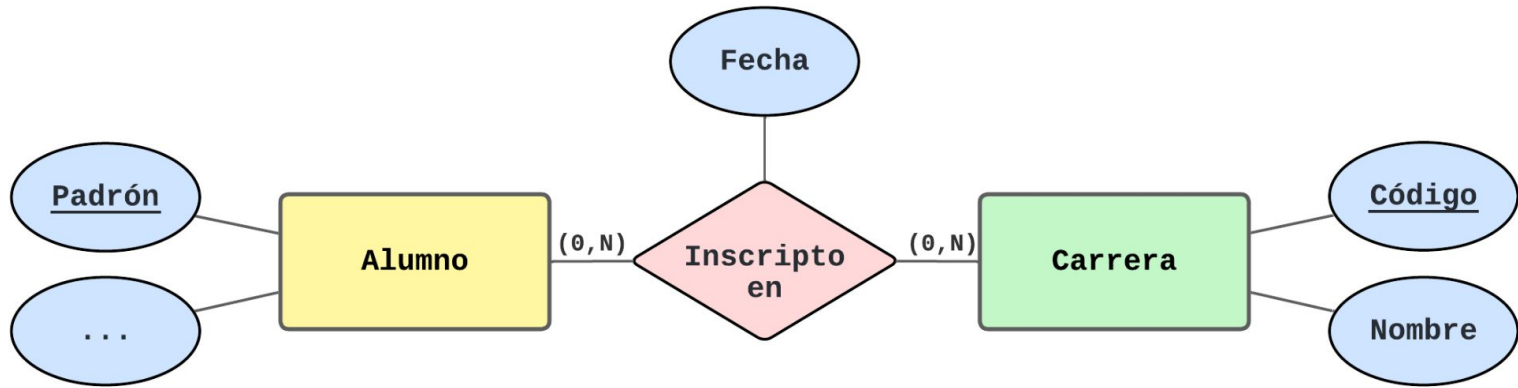 Fecha
Padrón
Código
(0,N)
(0,N)
Alumno
Inscripto
en
Carrera
...
Nombre